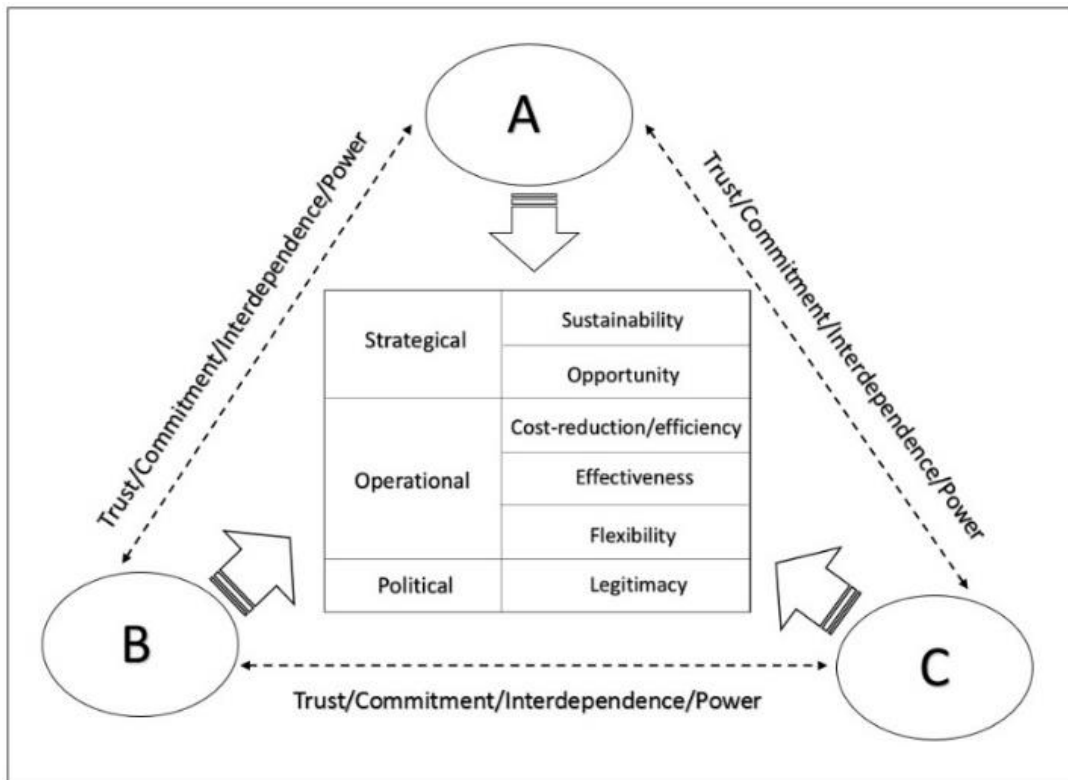 A
Trust/Commitment/Interdependence/Power
Trust/Commitment/Interdependence/Power
Strategical
Sustainability
Opportunity
Operational
Cost-reduction/efficiency
Effectiveness
Flexibility
Political
Legitimacy
B
C
Trust/Commitment/Interdependence/Power